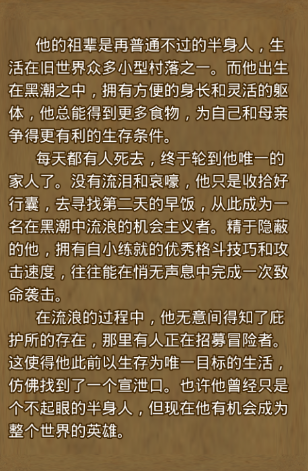 他的祖辈是再普通不过的半身人，生
活在旧世界众多小型村落之一。而他出生
在黑潮之中，拥有方便的身长和灵活的躯
体，他总能得到更多食物，为自己和母亲
争得更有利的生存条件。
每天都有人死去，终于轮到他唯一的
家人了。没有流泪和哀嚎，他只是收拾好
行囊，去寻找第二天的早饭，从此成为一
名在黑潮中流浪的机会主义者。精于隐蔽
的他，拥有自小练就的优秀格斗技巧和攻
击速度，往往能在悄无声息中完成一次致
命袭击。
在流浪的过程中，他无意间得知了庇
护所的存在，那里有人正在招募冒险者。
这使得他此前以生存为唯一目标的生活，
仿佛找到了一个宣泄口。也许他曾经只是
个不起眼的半身人，但现在他有机会成为
整个世界的英雄。